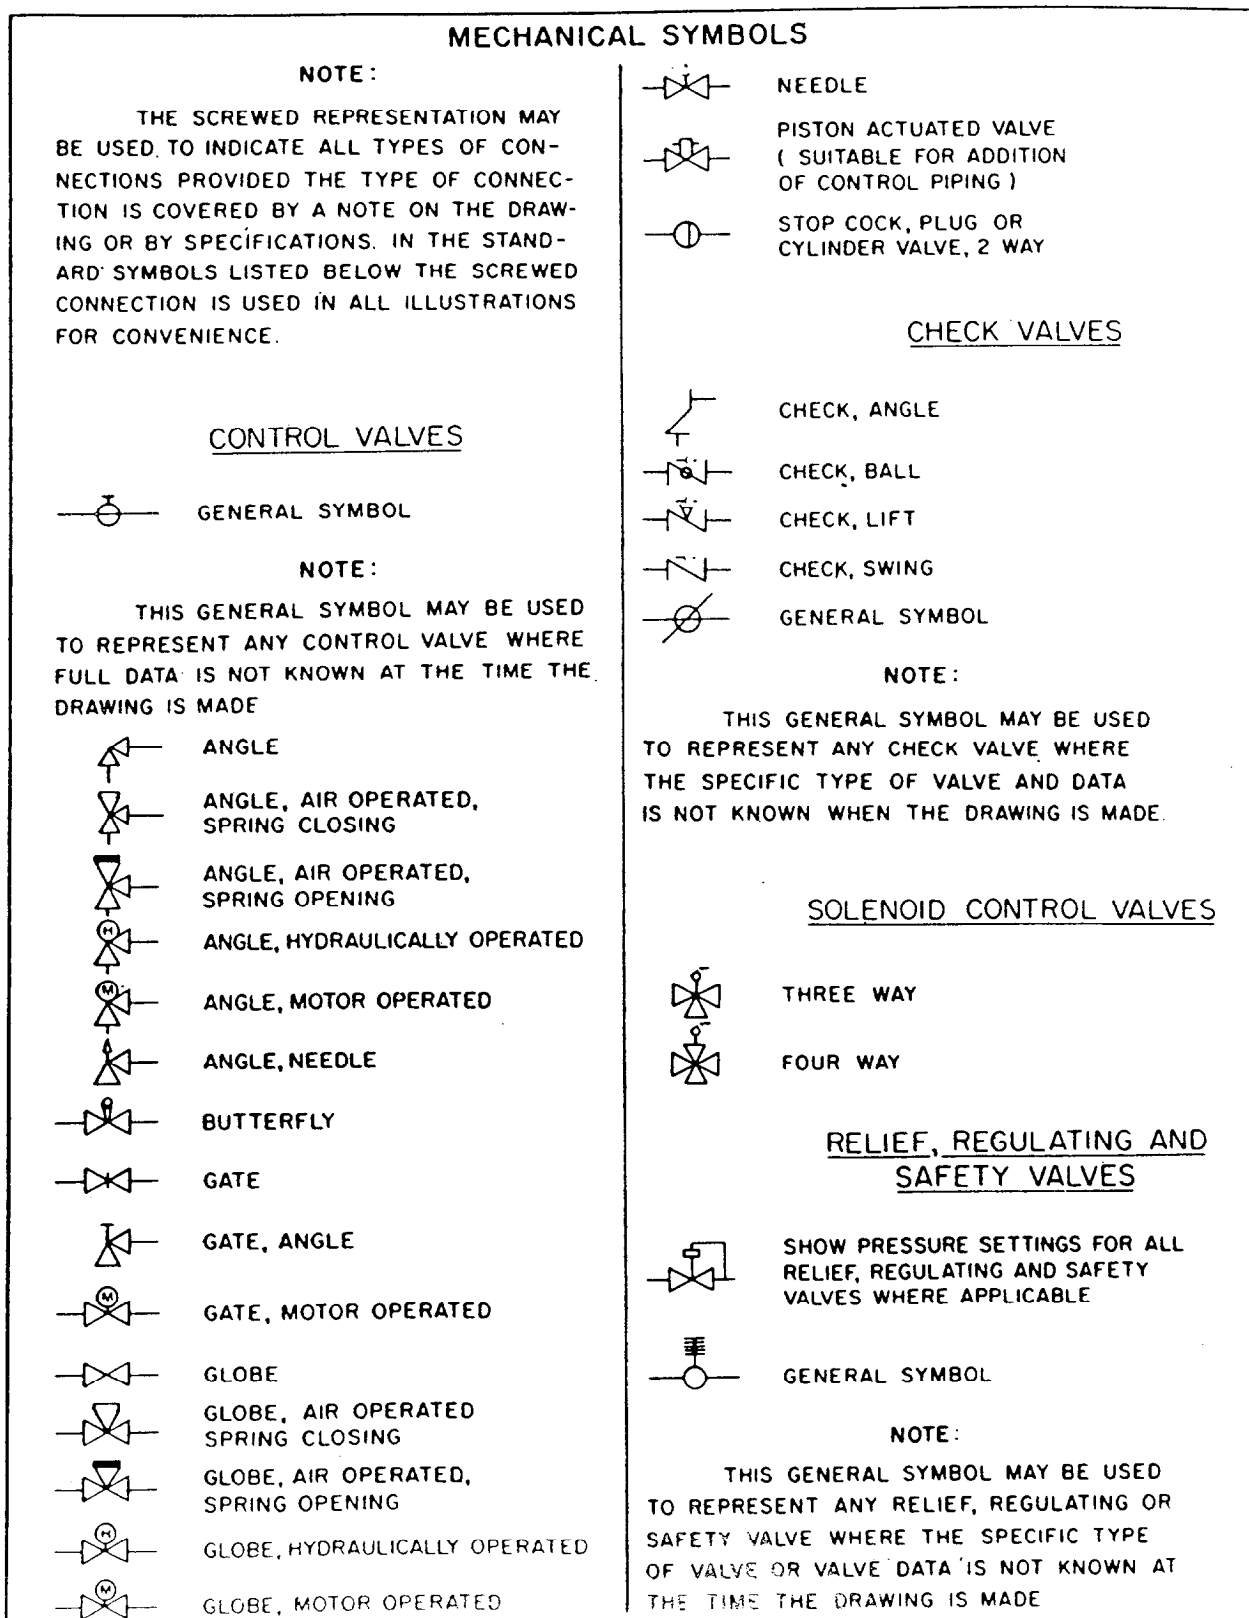 MECHANICAL SYMBOLS
NOTE:
THE SCREWED REPRESENTATION MAY
BE USED TO INDICATE ALL TYPES OF CON-
NECTIONS PROVIDED THE TYPE OF CONNEC-
TION IS COVERED BY A NOTE ON THE DRAW-
ING OR BY SPECIFICATIONS. IN THE STAND-
ARD SYMBOLS LISTED BELOW THE SCREWED
CONNECTION IS USED IN ALL ILLUSTRATIONS
FOR CONVENIENCE.
CONTROL VALVES
GENERAL SYMBOL
NOTE:
THIS GENERAL SYMBOL MAY BE USED
TO REPRESENT ANY CONTROL VALVE WHERE
FULL DATA IS NOT KNOWN AT THE TIME THE
DRAWING IS MADE
ANGLE
ANGLE, AIR OPERATED,
SPRING CLOSING
ANGLE, AIR OPERATED,
SPRING OPENING
H ANGLE, HYDRAULICALLY OPERATED
M ANGLE, MOTOR OPERATED
ANGLE, NEEDLE
BUTTERFLY
GATE
GATE, ANGLE
M GATE, MOTOR OPERATED
GLOBE
GLOBE, AIR OPERATED
SPRING CLOSING
GLOBE, AIR OPERATED,
SPRING OPENING
H GLOBE, HYDRAULICALLY OPERATED
M GLOBE, MOTOR OPERATED
NEEDLE
PISTON ACTUATED VALVE
( SUITABLE FOR ADDITION
OF CONTROL PIPING )
STOP COCK, PLUG OR
CYLINDER VALVE, 2 WAY
CHECK VALVES
CHECK, ANGLE
CHECK, BALL
CHECK, LIFT
CHECK, SWING
GENERAL SYMBOL
NOTE:
THIS GENERAL SYMBOL MAY BE USED
TO REPRESENT ANY CHECK VALVE WHERE
THE SPECIFIC TYPE OF VALVE AND DATA
IS NOT KNOWN WHEN THE DRAWING IS MADE.
SOLENOID CONTROL VALVES
THREE WAY
FOUR WAY
RELIEF, REGULATING AND
SAFETY VALVES
SHOW PRESSURE SETTINGS FOR ALL
RELIEF, REGULATING AND SAFETY
VALVES WHERE APPLICABLE
GENERAL SYMBOL
NOTE:
THIS GENERAL SYMBOL MAY BE USED
TO REPRESENT ANY RELIEF, REGULATING OR
SAFETY VALVE WHERE THE SPECIFIC TYPE
OF VALVE OR VALVE DATA IS NOT KNOWN AT
THE TIME THE DRAWING IS MADE